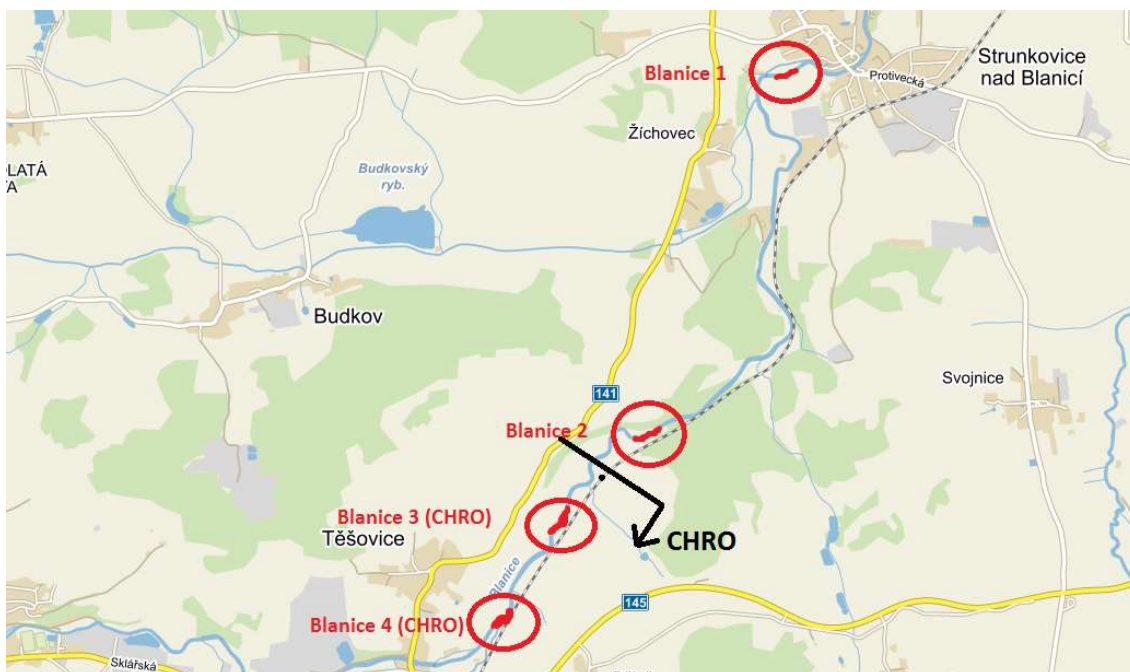 Blanice 1
Strunkovice
nad Blanicí
Protivecká
Žíchovec
Budkovský
ryb.
LATÁ
Budkov
141
Svojnice
Blanice 2
Blanice 3 (CHRO)
Těšovice
CHRO
Blanice
145
Blanice 4 (CHRO)
Sklářská